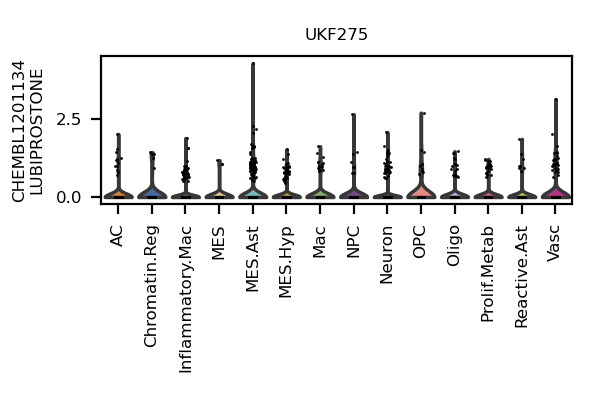 UKF275
CHEMBL1201134
LUBIPROSTONE
2.5
0.0
AC
Chromatin.Reg
Inflammatory.Mac
MES
MES.Ast
MES.Hyp
Mac
NPC
Neuron
OPC
Oligo
Prolif.Metab
Reactive.Ast
Vasc